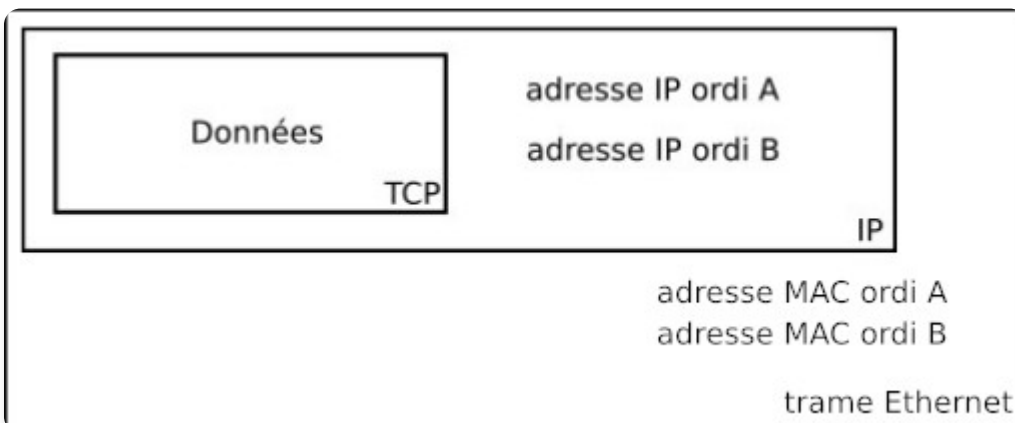 adresse IP ordi A
Données
adresse IP ordi B
TCP
IP
adresse MAC ordi A
adresse MAC ordi B
trame Ethernet